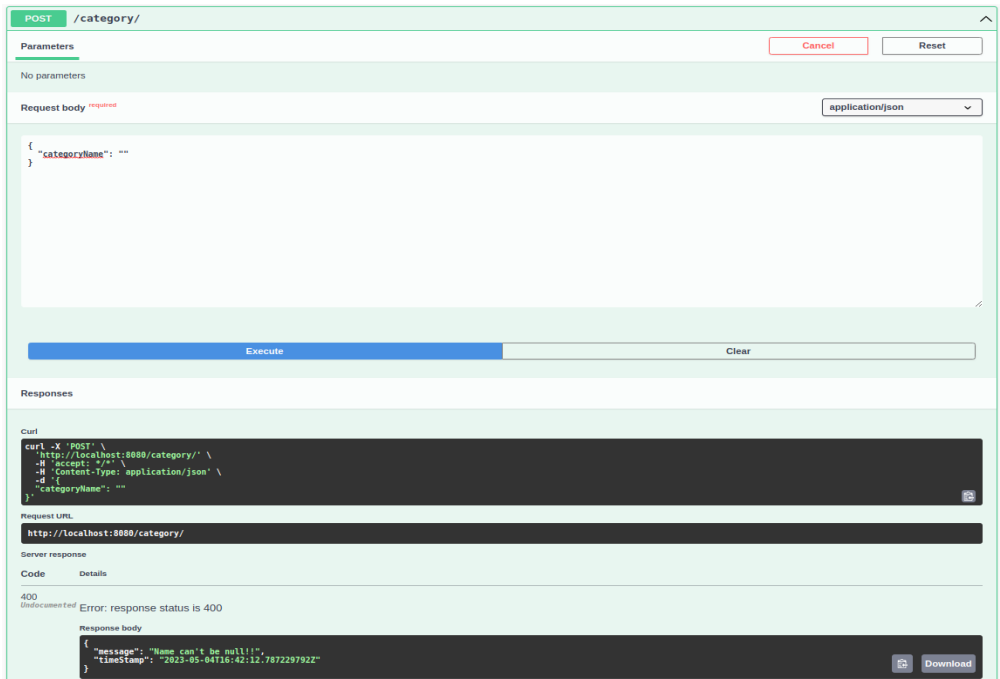 POST /category/
Parameters
Cancel
Reset
No parameters
Request body required
application/json
{
  "categoryName": ""
}
Execute
Clear
Responses
Curl
curl -X 'POST' \
  'http://localhost:8080/category/' \
  -H 'accept: */*' \
  -H 'Content-Type: application/json' \
  -d '{
  "categoryName": ""
}'
Request URL
http://localhost:8080/category/
Server response
Code Details
400
Undocumented
Error: response status is 400
Response body
{
  "message": "Name can't be null!!",
  "timeStamp": "2023-05-04T16:42:12.787229792Z"
}
Download